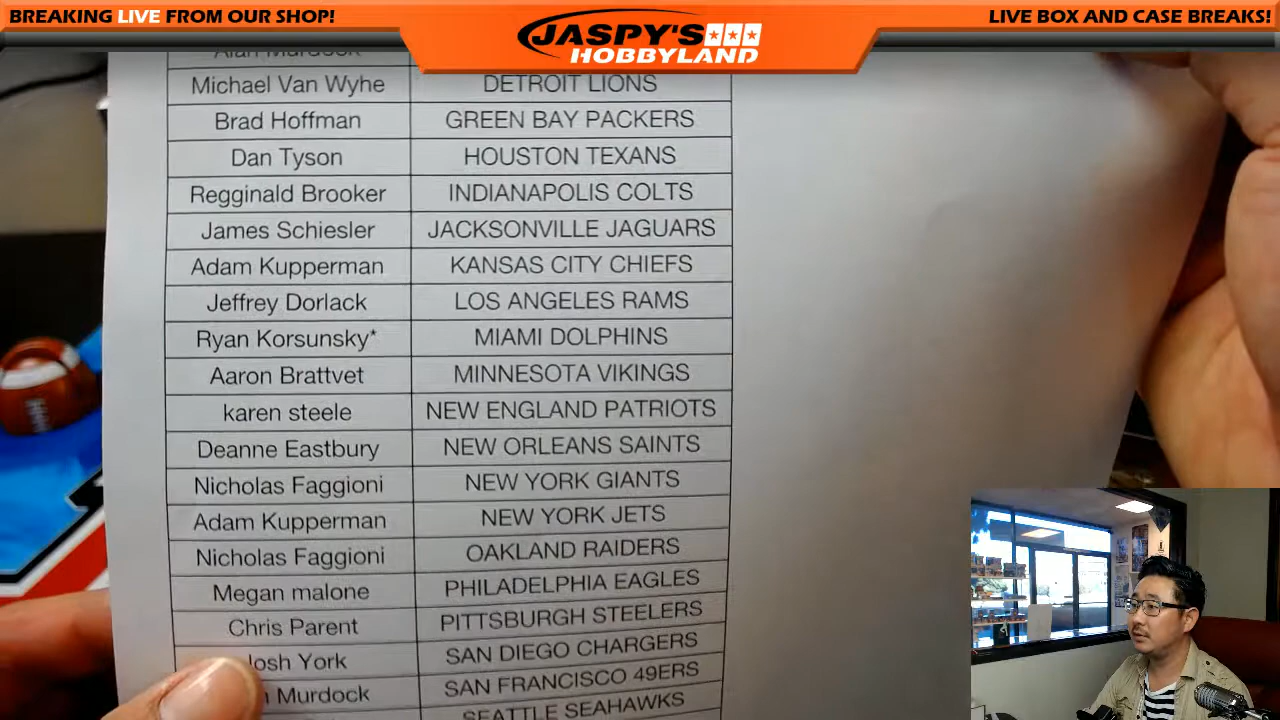 BREAKING LIVE FROM OUR SHOP!
JASPY'S
HOBBYLAND
LIVE BOX AND CASE BREAKS!
Alan Murdock
Michael Van Wyhe DETROIT LIONS
Brad Hoffman GREEN BAY PACKERS
Dan Tyson HOUSTON TEXANS
Regginald Brooker INDIANAPOLIS COLTS
James Schiesler JACKSONVILLE JAGUARS
Adam Kupperman KANSAS CITY CHIEFS
Jeffrey Dorlack LOS ANGELES RAMS
Ryan Korsunsky* MIAMI DOLPHINS
Aaron Brattvet MINNESOTA VIKINGS
karen steele NEW ENGLAND PATRIOTS
Deanne Eastbury NEW ORLEANS SAINTS
Nicholas Faggioni NEW YORK GIANTS
Adam Kupperman NEW YORK JETS
Nicholas Faggioni OAKLAND RAIDERS
Megan malone PHILADELPHIA EAGLES
Chris Parent PITTSBURGH STEELERS
Josh York SAN DIEGO CHARGERS
Murdock SAN FRANCISCO 49ERS
SEATTLE SEAHAWKS